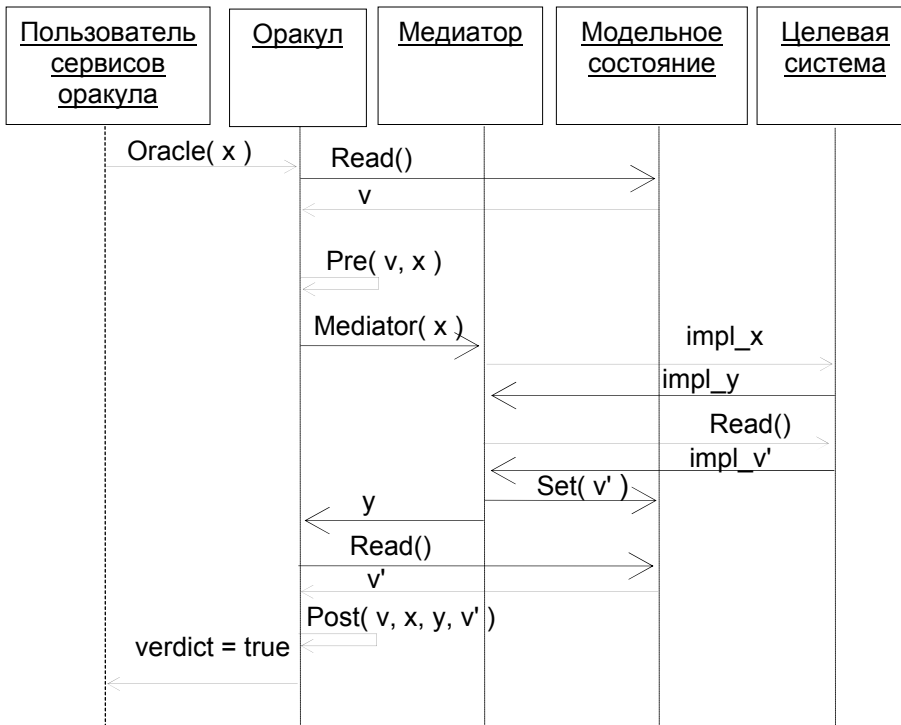 Пользователь
сервисов
оракула
Оракул
Медиатор
Модельное
состояние
Целевая
система
Oracle( x )
Read()
v
Pre( v, x )
Mediator( x )
impl_x
impl_y
Read()
impl_v'
Set( v' )
y
Read()
v'
Post( v, x, y, v' )
verdict = true